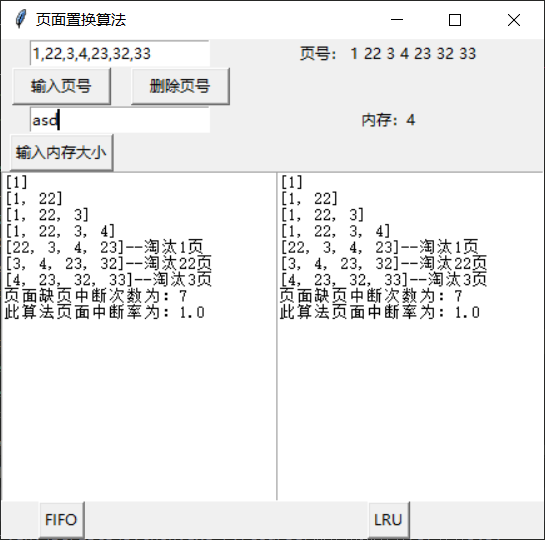 页面置换算法
1,22,3,4,23,32,33
页号： 1 22 3 4 23 32 33
输入页号 删除页号
asd
内存：4
输入内存大小
[1]
[1, 22]
[1, 22, 3]
[1, 22, 3, 4]
[22, 3, 4, 23]--淘汰1页
[3, 4, 23, 32]--淘汰22页
[4, 23, 32, 33]--淘汰3页
页面缺页中断次数为：7
此算法页面中断率为：1.0
[1]
[1, 22]
[1, 22, 3]
[1, 22, 3, 4]
[22, 3, 4, 23]--淘汰1页
[3, 4, 23, 32]--淘汰22页
[4, 23, 32, 33]--淘汰3页
页面缺页中断次数为：7
此算法页面中断率为：1.0
FIFO
LRU